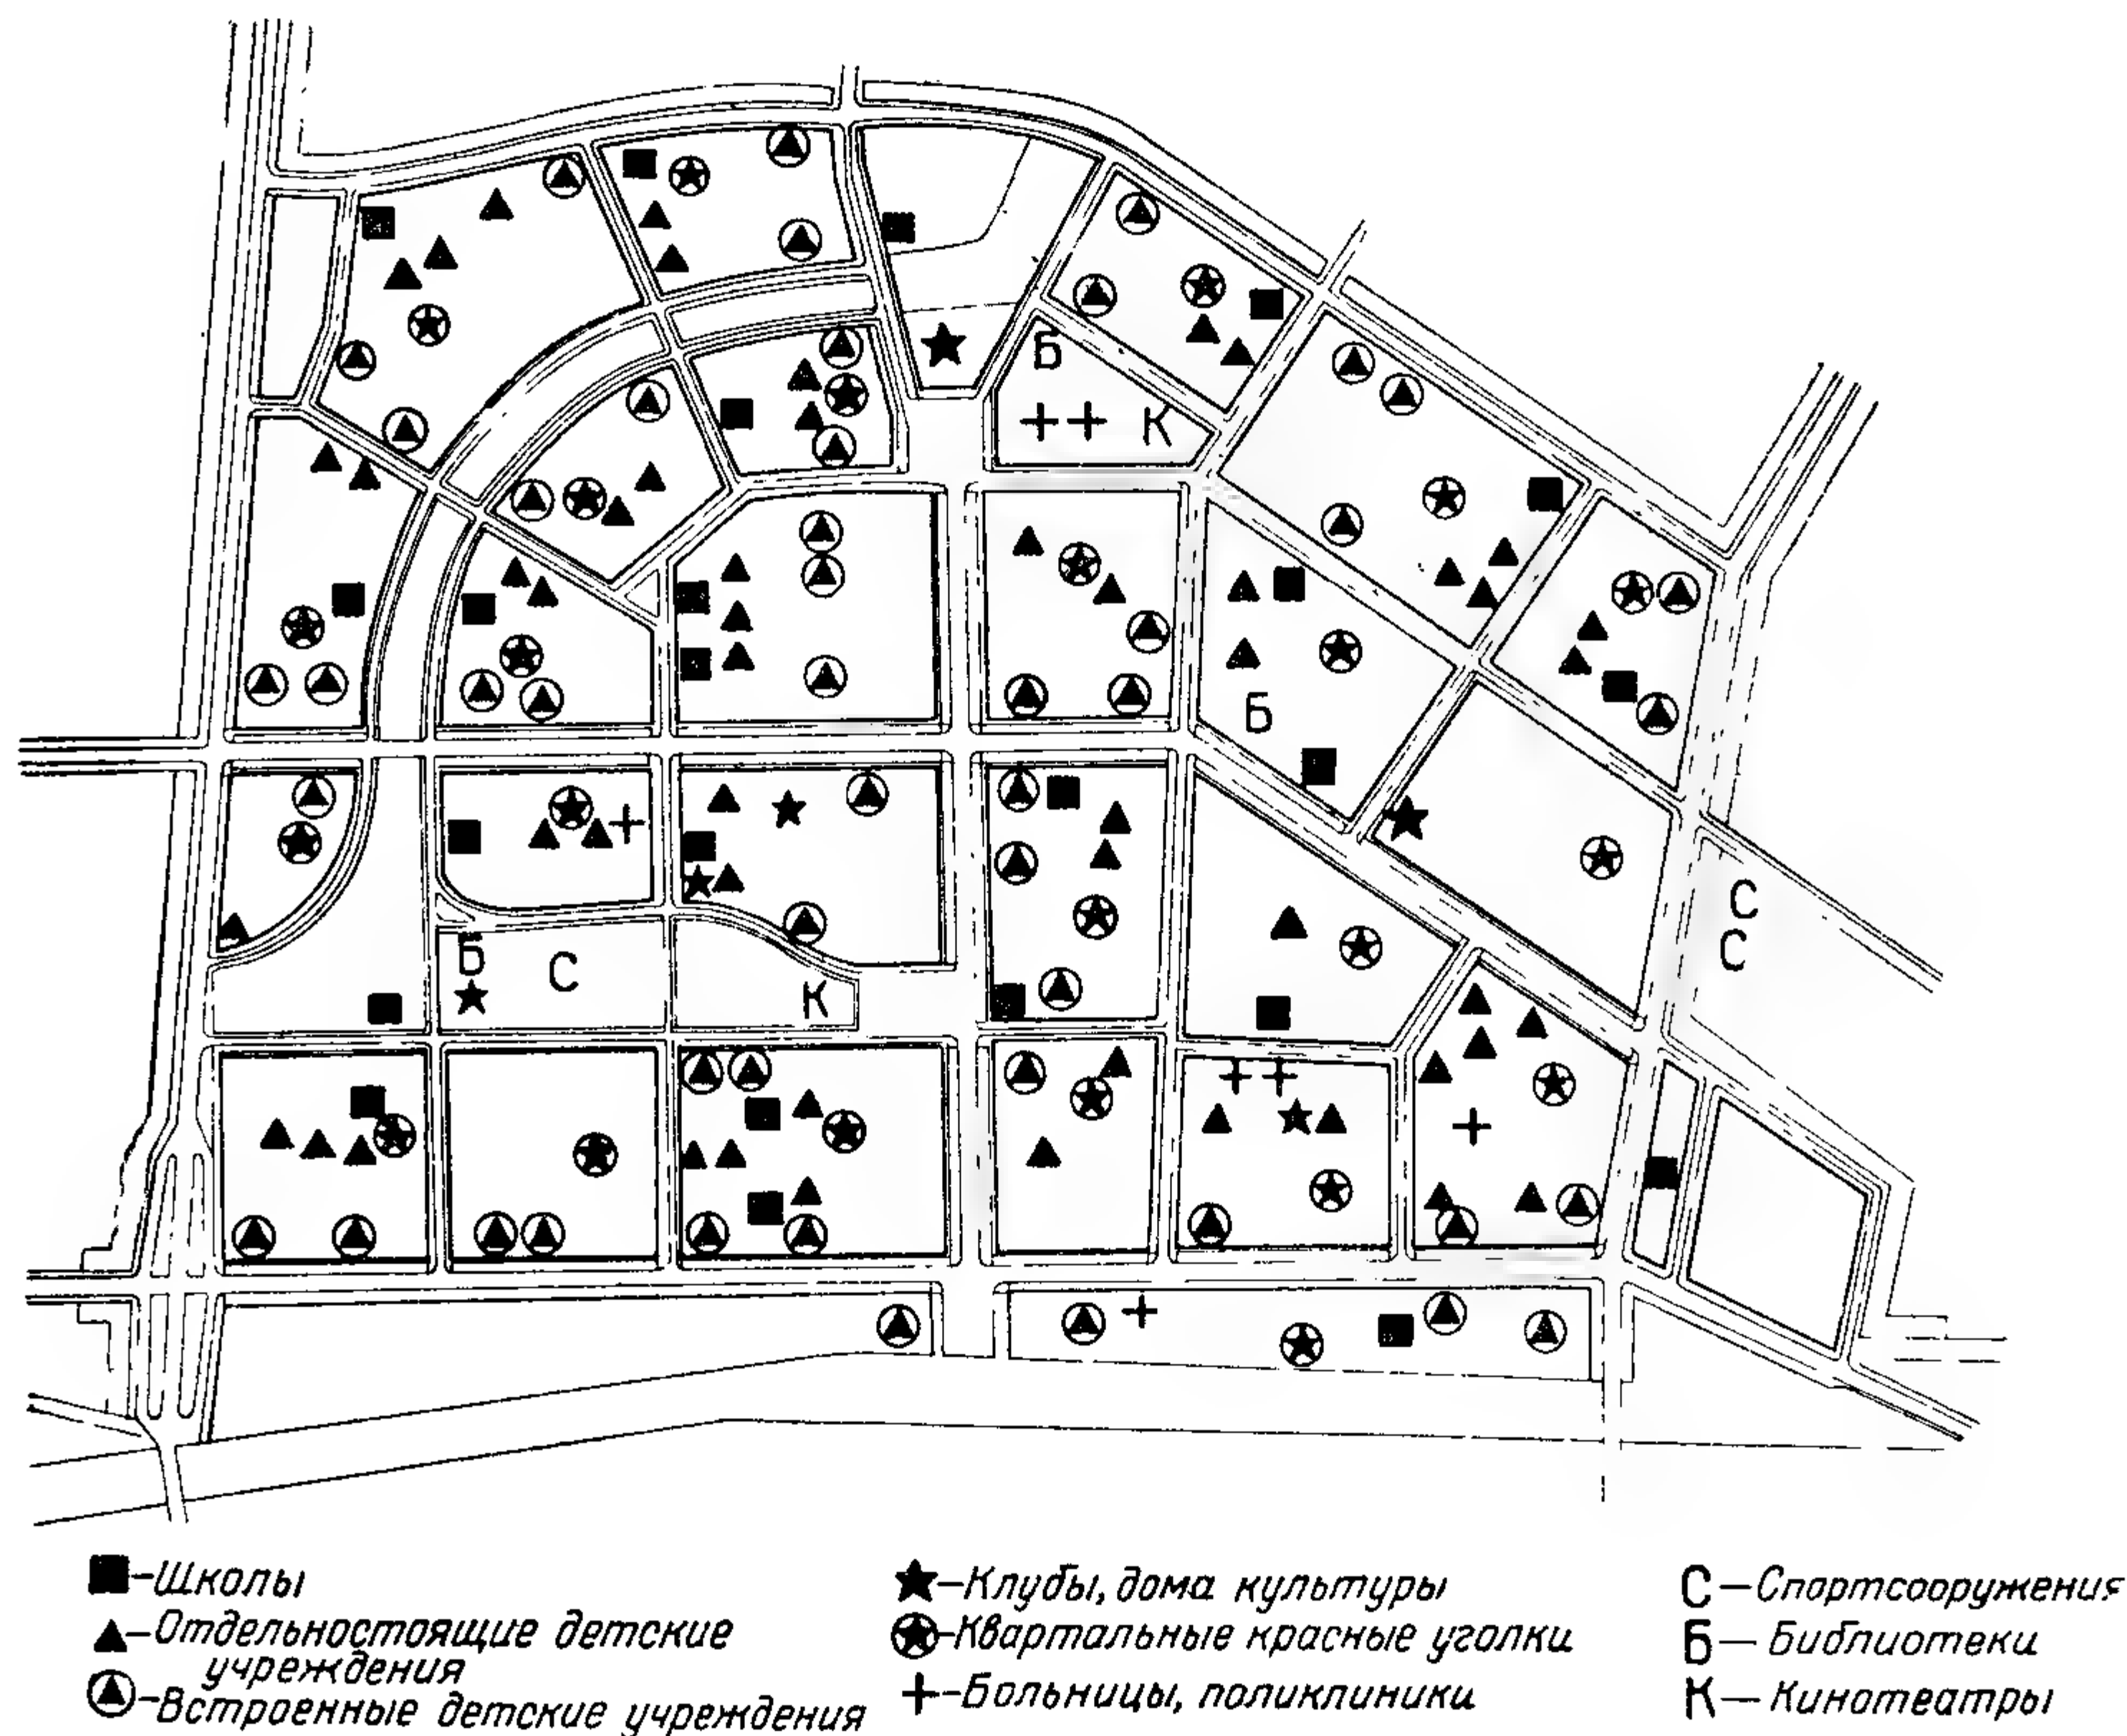 Б
К
Б
С
С
Б
С
К
■-Школы
▲-Отдельностоящие детские
учреждения
-Встроенные детские учреждения
★-Клубы, дома культуры
-Квартальные красные уголки
+-Больницы, поликлиники
С-Спортсооружения
Б-Библиотеки
К-Кинотеатры